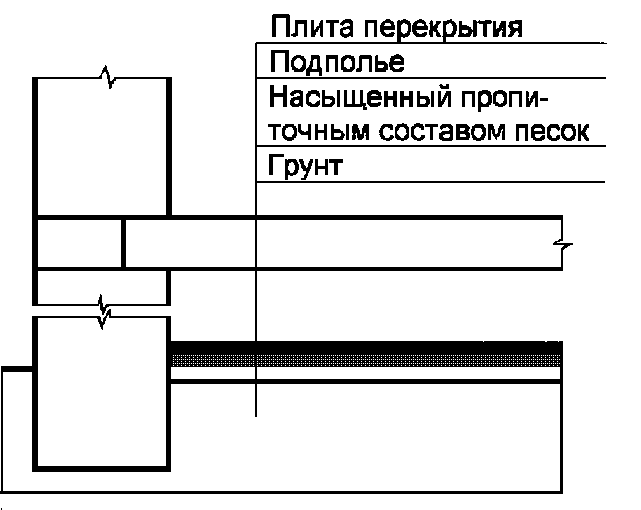 Плита перекрытия
Подполье
Насыщенный пропи-
точным составом песок
Грунт